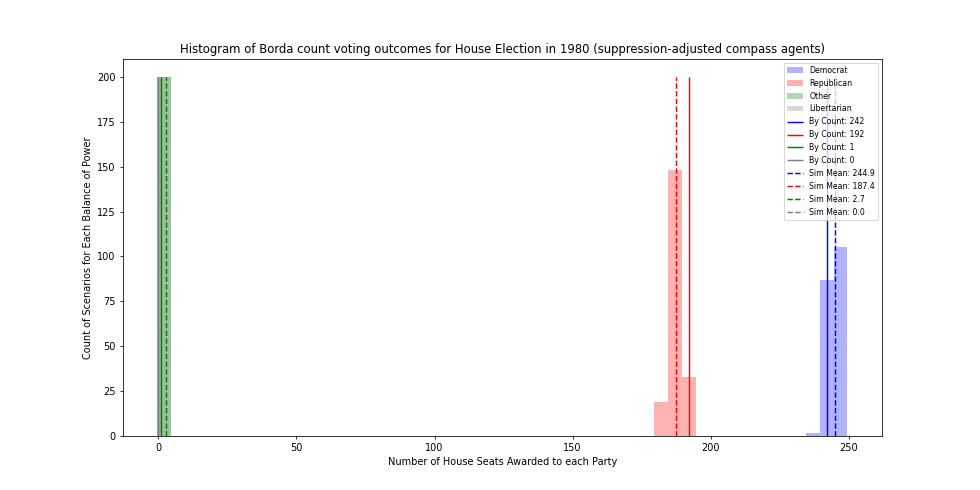 Histogram of Borda count voting outcomes for House Election in 1980 (suppression-adjusted compass agents)
Count of Scenarios for Each Balance of Power
200
175
150
125
100
75
50
25
0
Democrat
Republican
Other
Libertarian
By Count: 242
By Count: 192
By Count: 1
By Count: 0
Sim Mean: 244.9
Sim Mean: 187.4
Sim Mean: 2.7
Sim Mean: 0.0
0
50
100
150
200
250
Number of House Seats Awarded to each Party